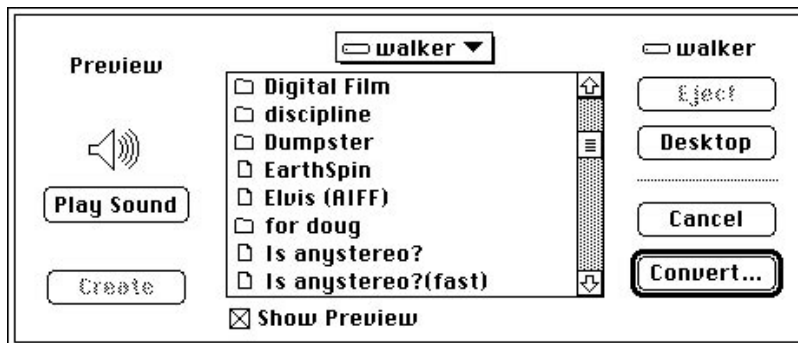 Preview
Play Sound
Create
walker
Digital Film
discipline
Dumpster
EarthSpin
Elvis (AIFF)
for doug
Is anystereo?
Is anystereo?(fast)
Show Preview
walker
Eject
Desktop
Cancel
Convert...